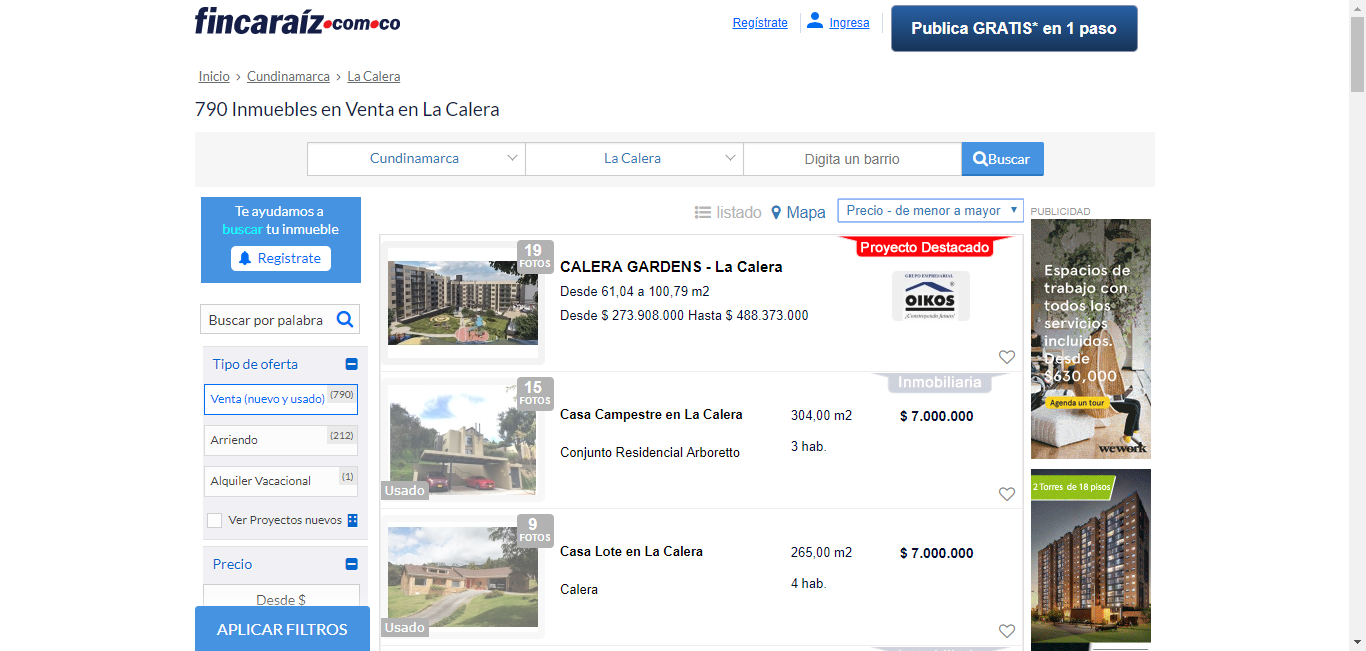 fincaraíz.com.co
Regístrate
Ingresa
Publica GRATIS* en 1 paso
Inicio › Cundinamarca › La Calera
790 Inmuebles en Venta en La Calera
Cundinamarca
La Calera
Digita un barrio
Buscar
Te ayudamos a
buscar tu inmueble
Registrate
listado
Mapa
Precio - de menor a mayor
PUBLICIDAD
Buscar por palabra
Tipo de oferta
Venta (nuevo y usado) (790)
Arriendo (212)
Alquiler Vacacional (1)
Ver Proyectos nuevos
Precio
Desde $
APLICAR FILTROS
19
FOTOS
CALERA GARDENS - La Calera
Desde 61,04 a 100,79 m2
Desde $ 273.908.000 Hasta $ 488.373.000
Proyecto Destacado
GRUPO EMPRESARIAL
OIKOS
¡Construyendo futuro!
15
FOTOS
Usado
Casa Campestre en La Calera
304,00 m2
$ 7.000.000
Conjunto Residencial Arboretto
3 hab.
Inmobiliaria
9
FOTOS
Usado
Casa Lote en La Calera
265,00 m2
$ 7.000.000
Calera
4 hab.
Espacios de
trabajo con
todos los
servicios
incluidos.
Desde
$630,000
Agenda un tour
wework
2 Torres de 18 pisos